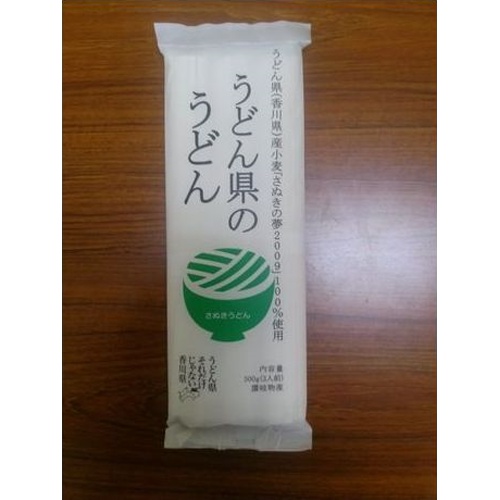 うどん県(香川県)産小麦「さぬきの夢2009」100%使用
うどん県の
うどん
さぬきうどん
内容量
300g(3人前)
讃岐物産
うどん県
それだけ
じゃない
香川県